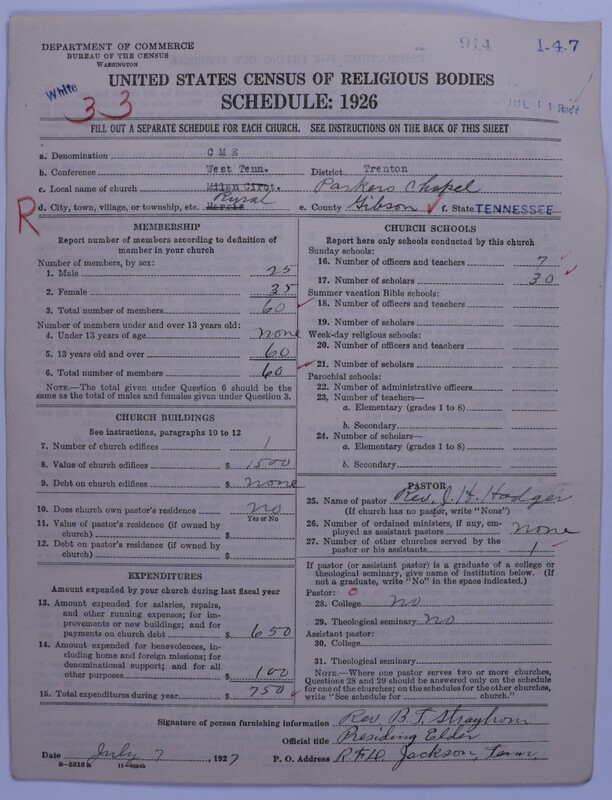 DEPARTMENT OF COMMERCE
BUREAU OF THE CENSUS
WASHINGTON
914
1-4-7
White
33
UNITED STATES CENSUS OF RELIGIOUS BODIES
SCHEDULE: 1926
JUL 11 Rec'd
FILL OUT A SEPARATE SCHEDULE FOR EACH CHURCH. SEE INSTRUCTIONS ON THE BACK OF THIS SHEET
a. Denomination C M E
b. Conference West Tenn. District Trenton
c. Local name of church Milan Circt. Parkers Chapel
R
d. City, town, village, or township, etc. Rural e. County Gibson f. State TENNESSEE
MEMBERSHIP
Report number of members according to definition of member in your church
Number of members, by sex:
1. Male 25
2. Female 35
3. Total number of members 60
Number of members under and over 13 years old:
4. Under 13 years of age none
5. 13 years old and over 60
6. Total number of members 60
NOTE.—The total given under Question 6 should be the
same as the total of males and females given under Question 3.
CHURCH BUILDINGS
See instructions, paragraphs 10 to 12
7. Number of church edifices 1
8. Value of church edifices $ 1500
9. Debt on church edifices $ none
10. Does church own pastor's residence? no
Yes or No
11. Value of pastor's residence (if owned by
church) $
12. Debt on pastor's residence (if owned by
church) $
EXPENDITURES
Amount expended by your church during last fiscal year
13. Amount expended for salaries, repairs,
and other running expenses; for im-
provements or new buildings; and for
payments on church debt $ 650
14. Amount expended for benevolences, in-
cluding home and foreign missions; for
denominational support; and for all
other purposes $ 100
15. Total expenditures during year $ 750
CHURCH SCHOOLS
Report here only schools conducted by this church
Sunday schools:
16. Number of officers and teachers 7
17. Number of scholars 30
Summer vacation Bible schools:
18. Number of officers and teachers
19. Number of scholars
Week-day religious schools:
20. Number of officers and teachers
21. Number of scholars
Parochial schools:
22. Number of administrative officers
23. Number of teachers—
a. Elementary (grades 1 to 8)
b. Secondary
24. Number of scholars—
a. Elementary (grades 1 to 8)
b. Secondary
PASTOR
25. Name of pastor Rev. J. H. Hodger
(If church has no pastor, write "None")
26. Number of ordained ministers, if any, em-
ployed as assistant pastors None
27. Number of other churches served by the
pastor or his assistants 1
If pastor (or assistant pastor) is a graduate of a college or
theological seminary, give name of institution below. (If
not a graduate, write "No" in the space indicated.)
Pastor:
28. College no
29. Theological seminary no
Assistant pastor:
30. College
31. Theological seminary
NOTE.—Where one pastor serves two or more churches,
Questions 28 and 29 should be answered only on the schedule
for one of the churches; on the schedules for the other churches,
write "See schedule for church."
Signature of person furnishing information Rev. B. T. Strayhorn
Official title Presiding Elder
Date July 7, 1927 P. O. Address RFD. Jackson, Tenn.